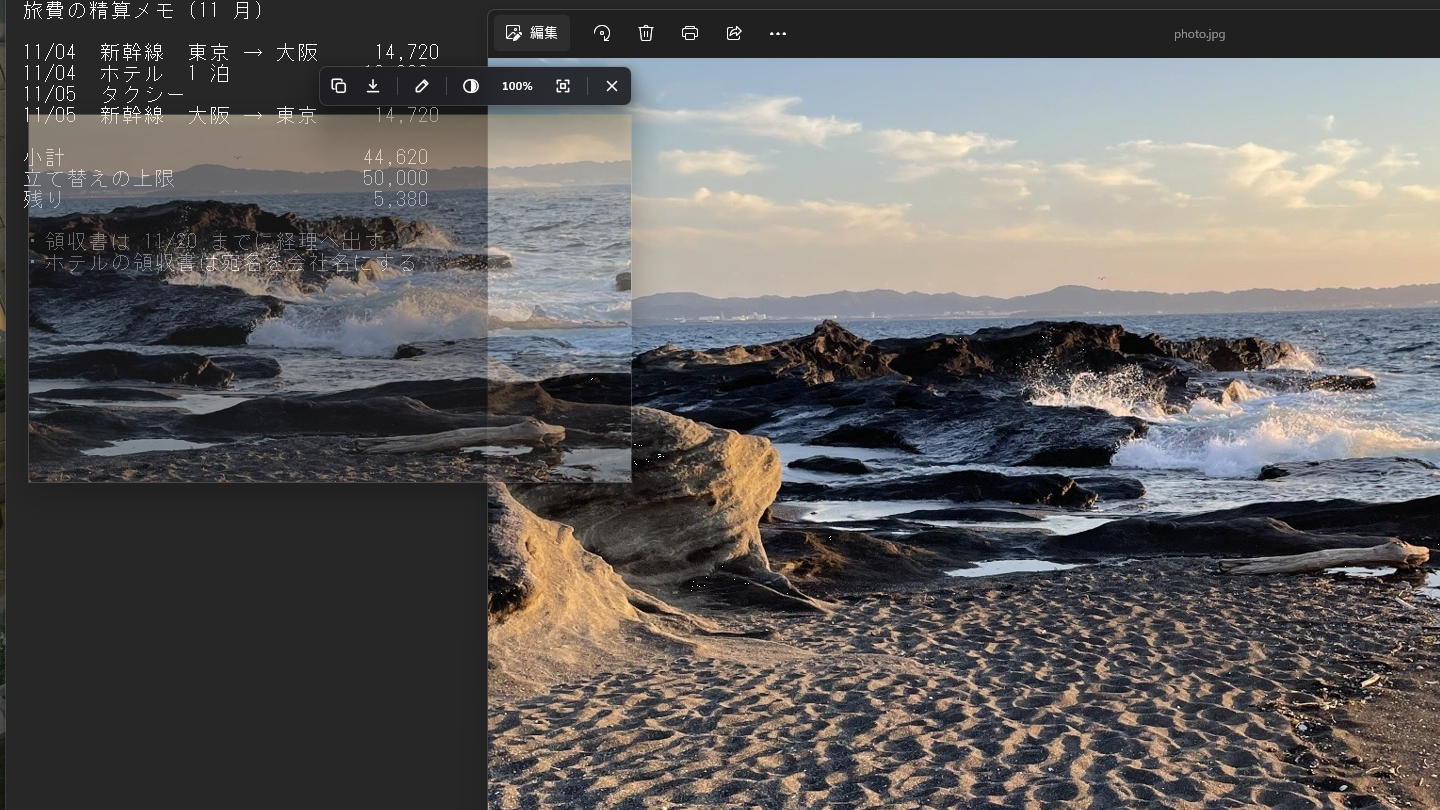 旅費の精算メモ (11 月)
11/04 新幹線 東京 → 大阪 14,720
11/04 ホテル 1 泊
11/05 タクシー
11/05 新幹線 大阪 → 東京 14,720
小計 44,620
立て替えの上限 50,000
残り 5,380
・領収書は 11/20 までに経理へ出す
・ホテルの領収書は宛名を会社名にする
編集
photo.jpg
100%